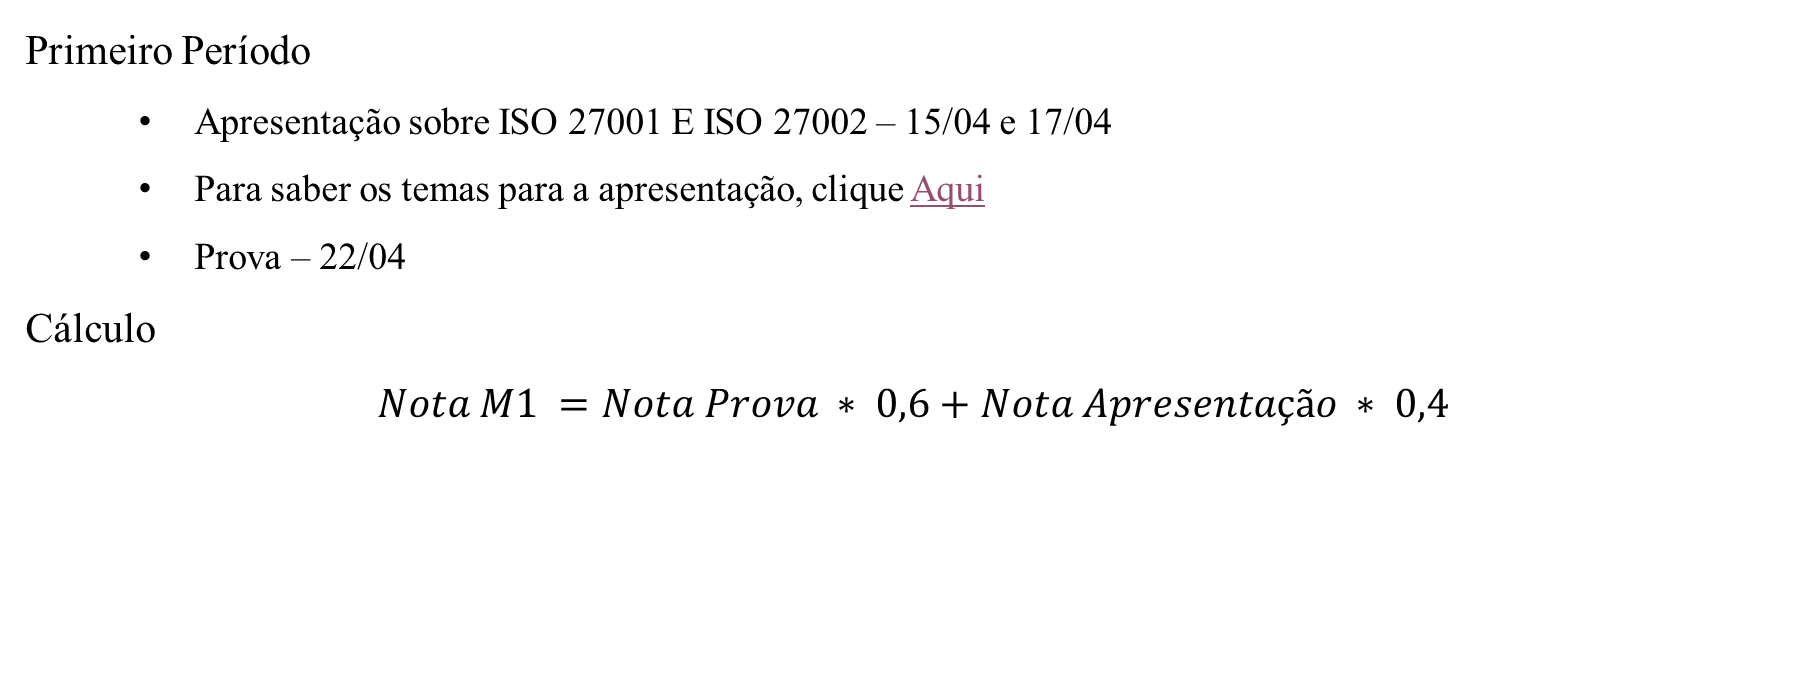 Primeiro Período
• Apresentação sobre ISO 27001 E ISO 27002 – 15/04 e 17/04
• Para saber os temas para a apresentação, clique Aqui
• Prova – 22/04
Cálculo
Nota M1 = Nota Prova ∗ 0,6 + Nota Apresentação ∗ 0,4